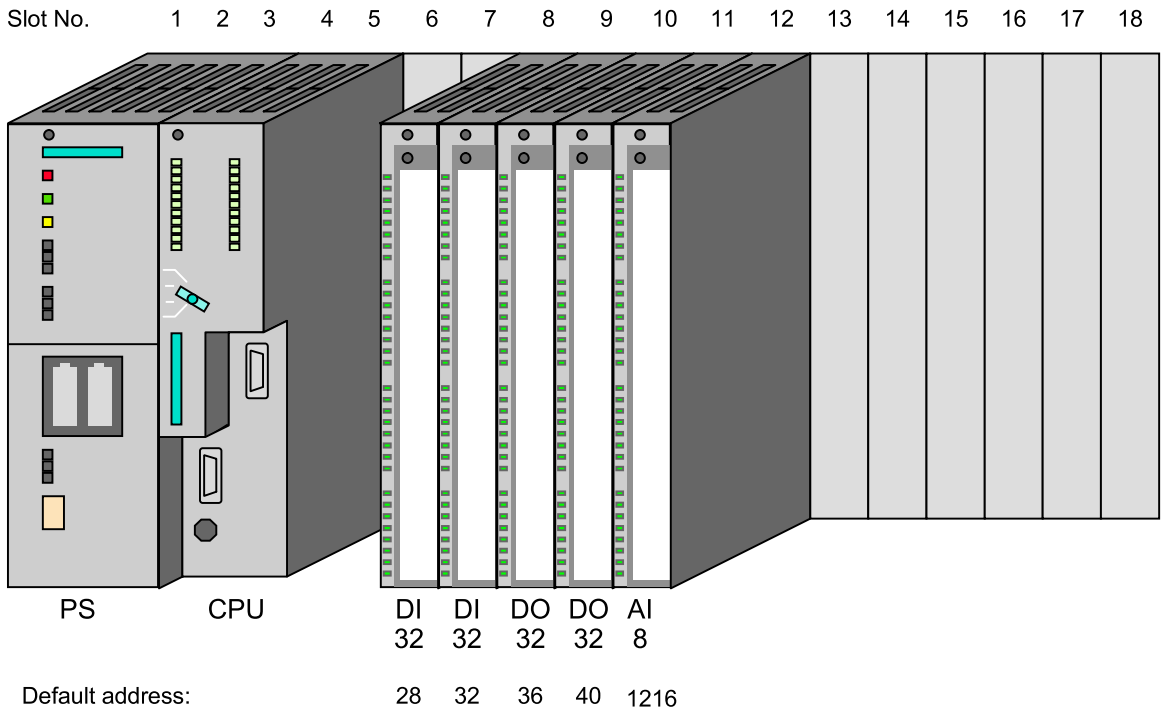 Slot No. 1 2 3 4 5 6 7 8 9 10 11 12 13 14 15 16 17 18
PS CPU DI DI DO DO AI
32 32 32 32 8
Default address: 28 32 36 40 1216